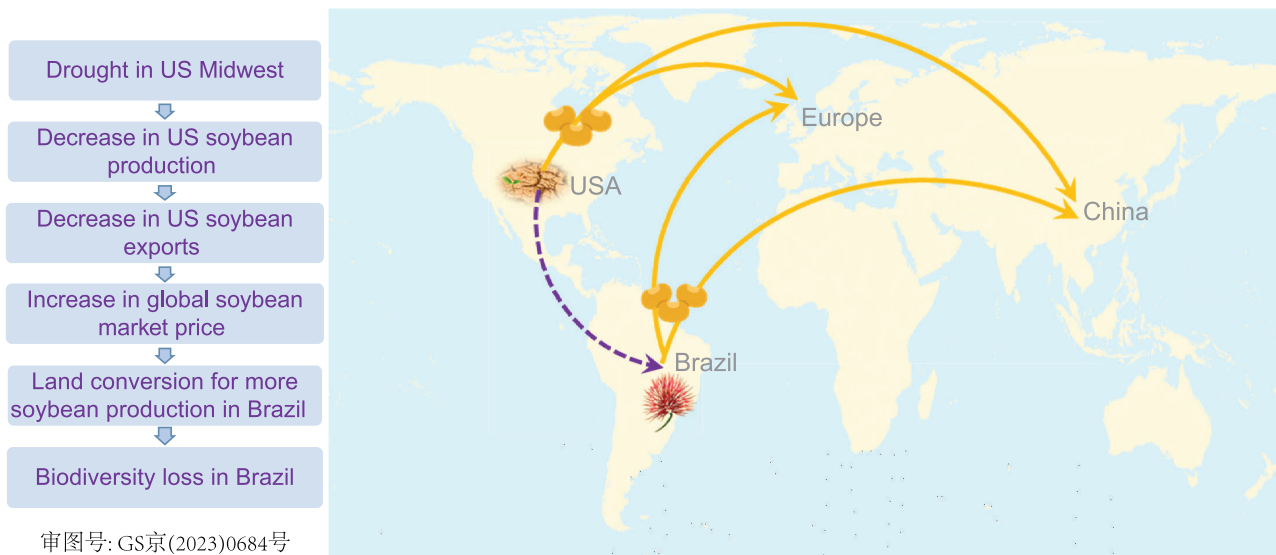 Drought in US Midwest
Decrease in US soybean
production
Decrease in US soybean
exports
Increase in global soybean
market price
Land conversion for more
soybean production in Brazil
Biodiversity loss in Brazil
审图号: GS京(2023)0684号
Europe
USA
China
Brazil